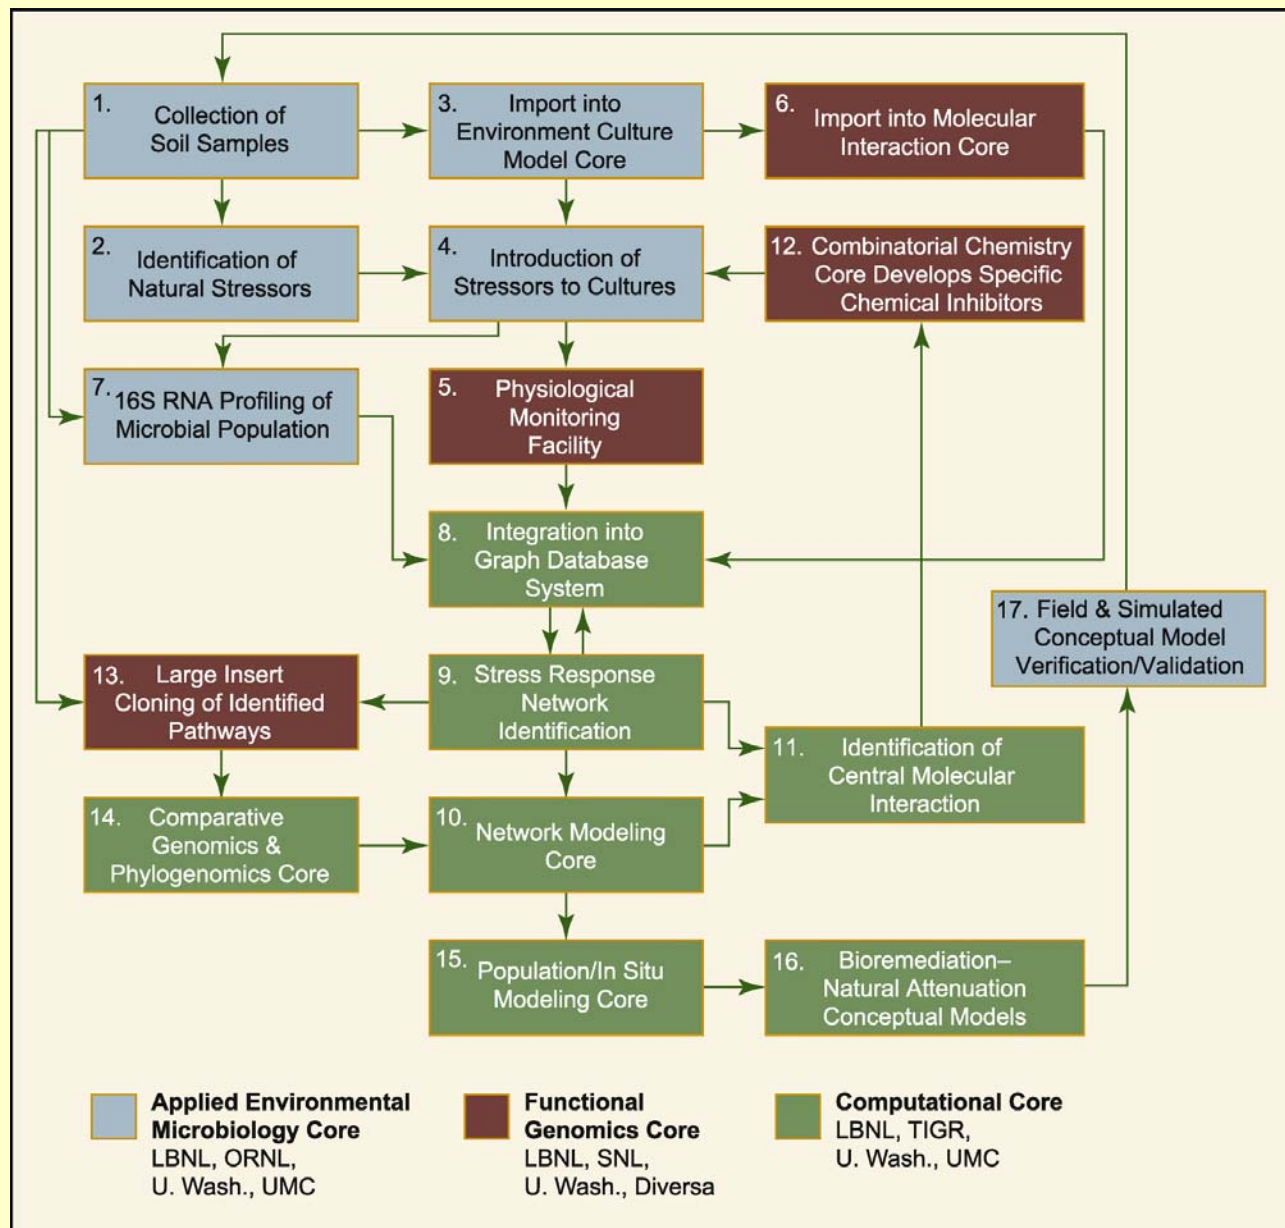 1. Collection of
Soil Samples
3. Import into
Environment Culture
Model Core
6. Import into Molecular
Interaction Core
2. Identification of
Natural Stressors
4. Introduction of
Stressors to Cultures
12. Combinatorial Chemistry
Core Develops Specific
Chemical Inhibitors
7. 16S RNA Profiling of
Microbial Population
5. Physiological
Monitoring
Facility
8. Integration into
Graph Database
System
17. Field & Simulated
Conceptual Model
Verification/Validation
13. Large Insert
Cloning of Identified
Pathways
9. Stress Response
Network
Identification
11. Identification of
Central Molecular
Interaction
14. Comparative
Genomics &
Phylogenomics Core
10. Network Modeling
Core
15. Population/In Situ
Modeling Core
16. Bioremediation–
Natural Attenuation
Conceptual Models
Applied Environmental
Microbiology Core
LBNL, ORNL,
U. Wash., UMC
Functional
Genomics Core
LBNL, SNL,
U. Wash., Diversa
Computational Core
LBNL, TIGR,
U. Wash., UMC